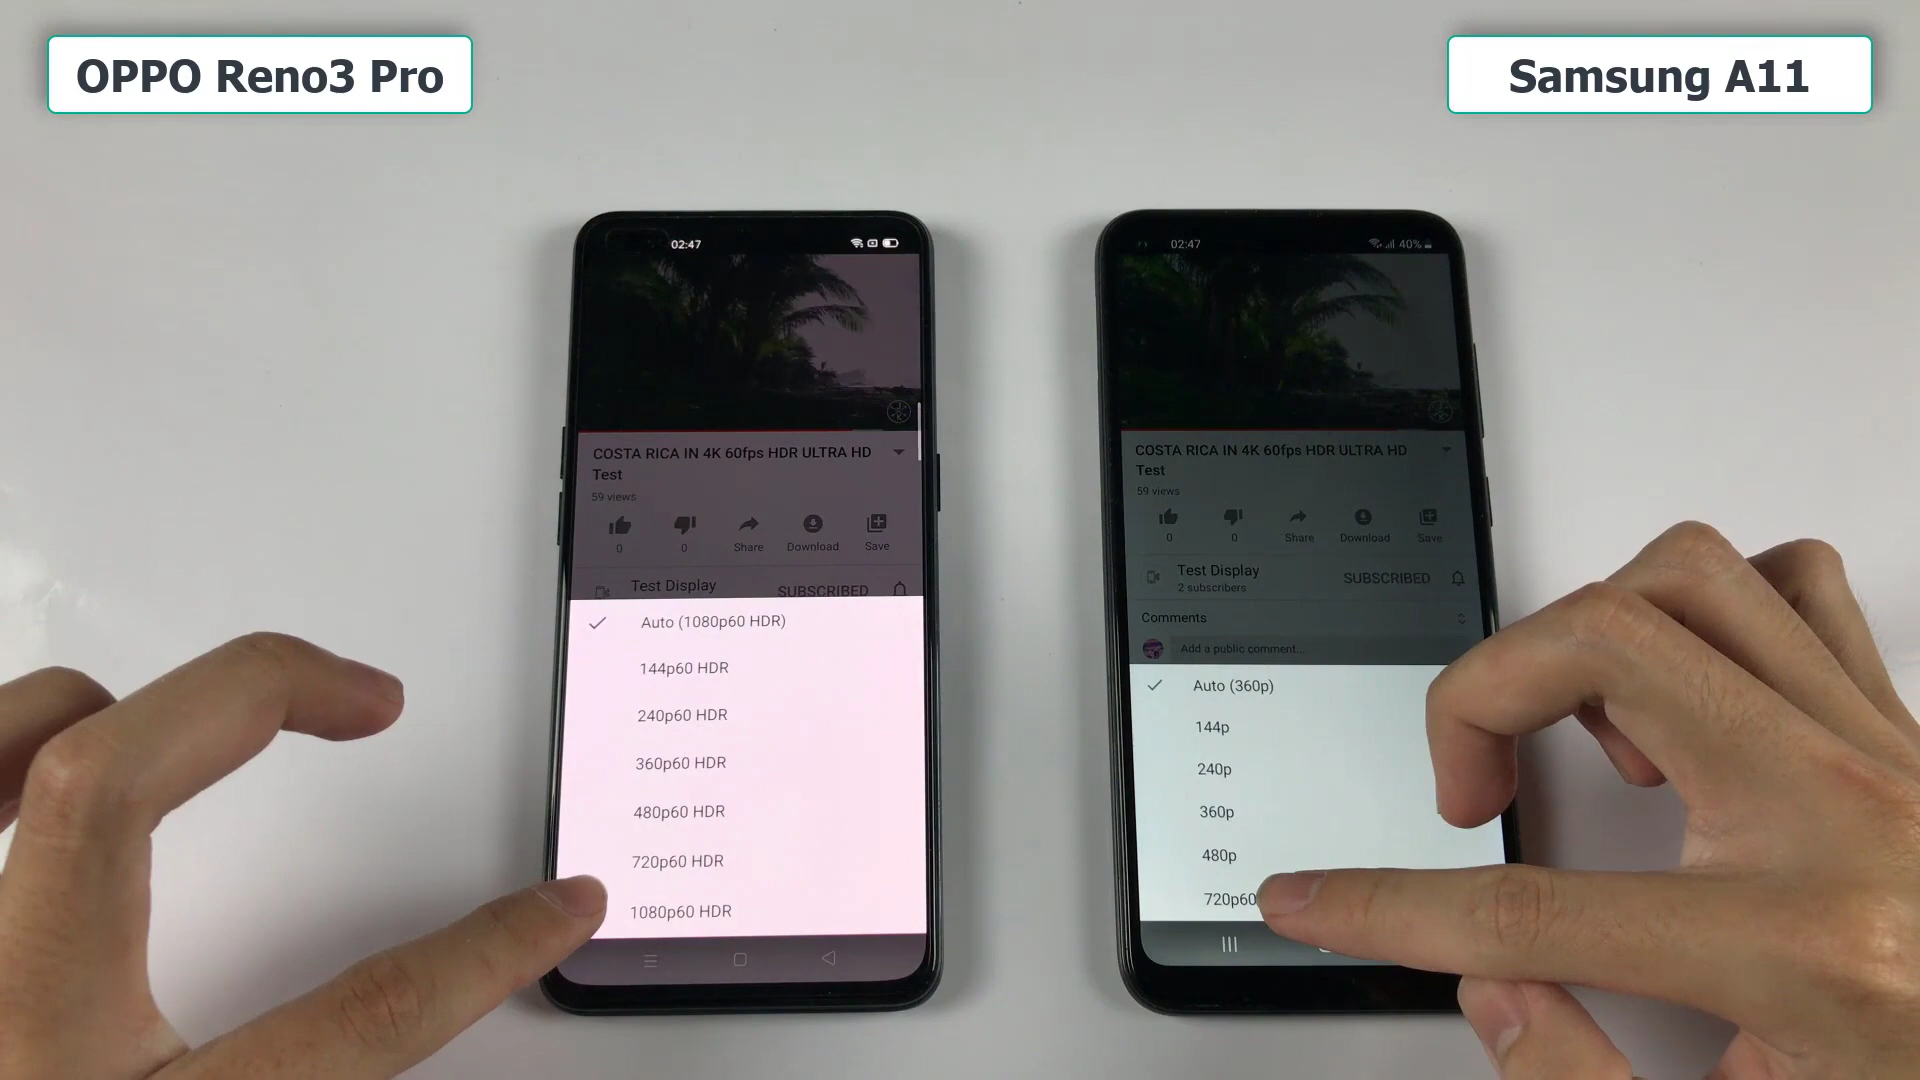 OPPO Reno3 Pro
Samsung A11
02:47
COSTA RICA IN 4K 60fps HDR ULTRA HD
Test
59 views
0
0
Share
Download
Save
Test Display
SUBSCRIBED
Auto (1080p60 HDR)
144p60 HDR
240p60 HDR
360p60 HDR
480p60 HDR
720p60 HDR
1080p60 HDR
02:47
40%
COSTA RICA IN 4K 60fps HDR ULTRA HD
Test
59 views
0
0
Share
Download
Save
Test Display
2 subscribers
SUBSCRIBED
Comments
Add a public comment...
Auto (360p)
144p
240p
360p
480p
720p60